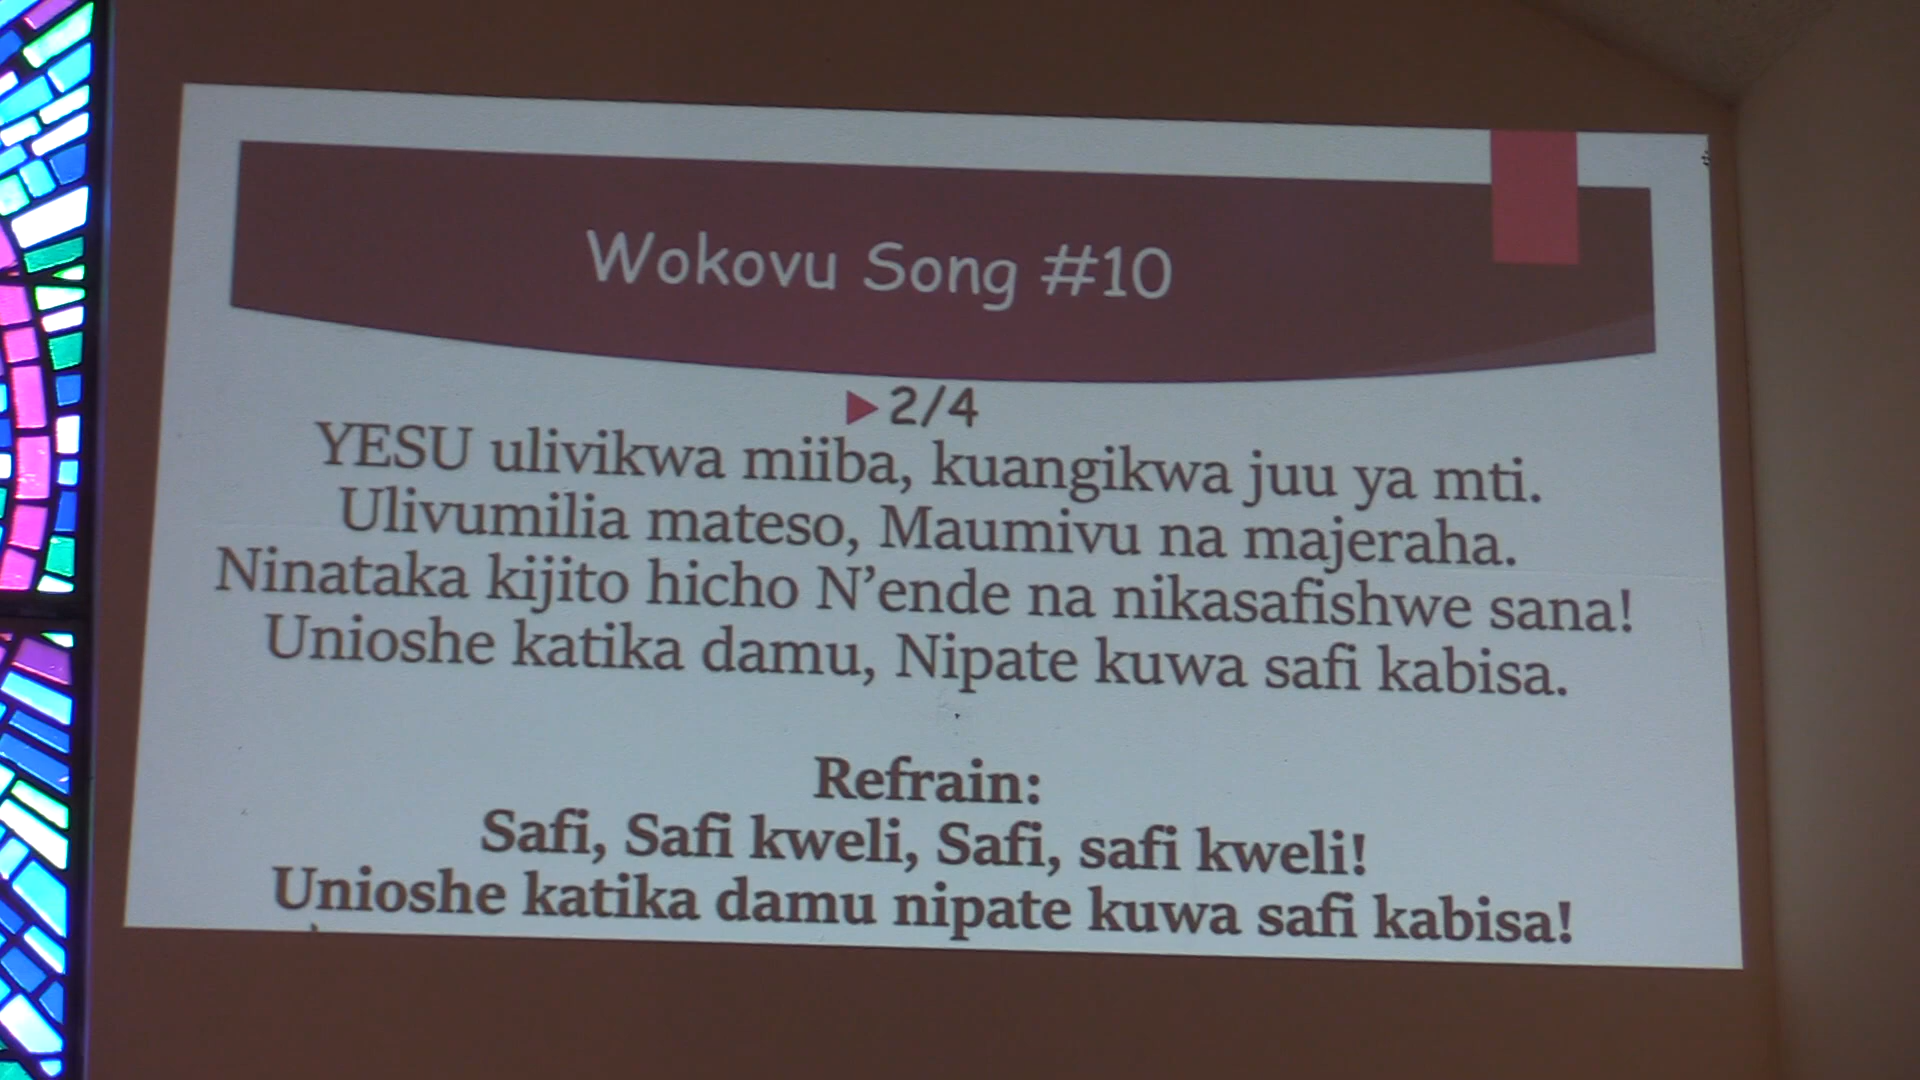 Wokovu Song #10
2/4
YESU ulivikwa miiba, kuangikwa juu ya mti.
Ulivumilia mateso, Maumivu na majeraha.
Ninataka kijito hicho N’ende na nikasafishwe sana!
Unioshe katika damu, Nipate kuwa safi kabisa.
Refrain:
Safi, Safi kweli, Safi, safi kweli!
Unioshe katika damu nipate kuwa safi kabisa!